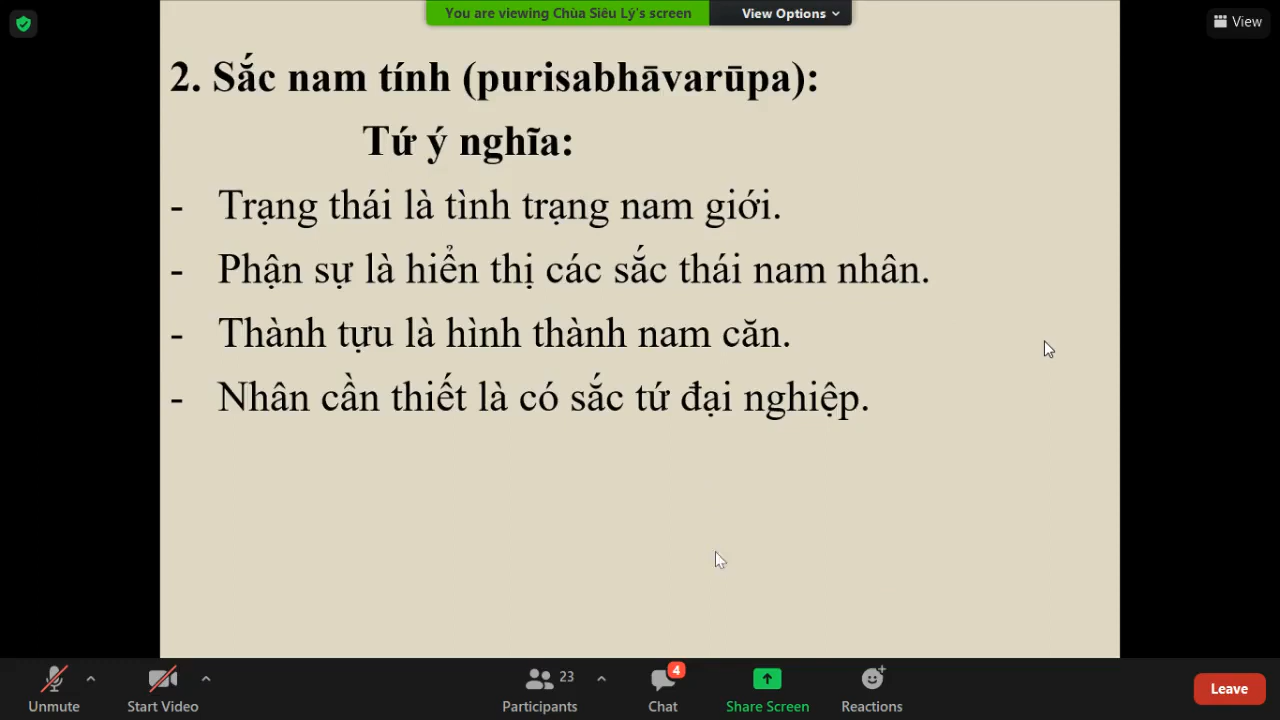 You are viewing Chùa Siêu Lý's screen
View Options
View
2. Sắc nam tính (purisabhāvarūpa):
Tứ ý nghĩa:
- Trạng thái là tình trạng nam giới.
- Phận sự là hiển thị các sắc thái nam nhân.
- Thành tựu là hình thành nam căn.
- Nhân cần thiết là có sắc tứ đại nghiệp.
Unmute
Start Video
23
Participants
4
Chat
Share Screen
Reactions
Leave